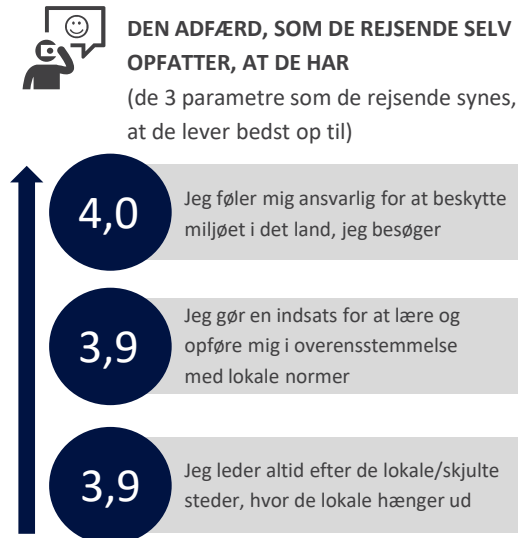 DEN ADFÆRD, SOM DE REJSENDE SELV
OPFATTER, AT DE HAR
(de 3 parametre som de rejsende synes,
at de lever bedst op til)
4,0
Jeg føler mig ansvarlig for at beskytte
miljøet i det land, jeg besøger
3,9
Jeg gør en indsats for at lære og
opføre mig i overensstemmelse
med lokale normer
3,9
Jeg leder altid efter de lokale/skjulte
steder, hvor de lokale hænger ud